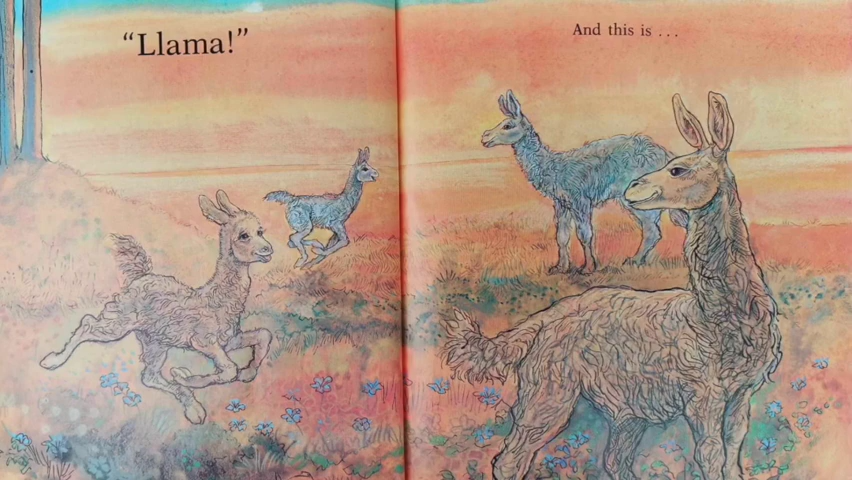 “Llama!”
And this is . . .